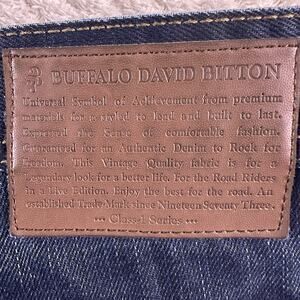 BUFFALO DAVID BITTON
Universal Symbol of Achievement from premium
materials for a styled to lead and built to last.
Expressed the Sense of comfortable fashion.
Guaranteed for an Authentic Denim to Rock for
Freedom. This Vintage Quality fabric is for a
Legendary look for a better life. For the Road Riders
in a Live Edition. Enjoy the best for the road. An
established Trade-Mark since Nineteen-Seventy Three.
··· Class-1 Series ···